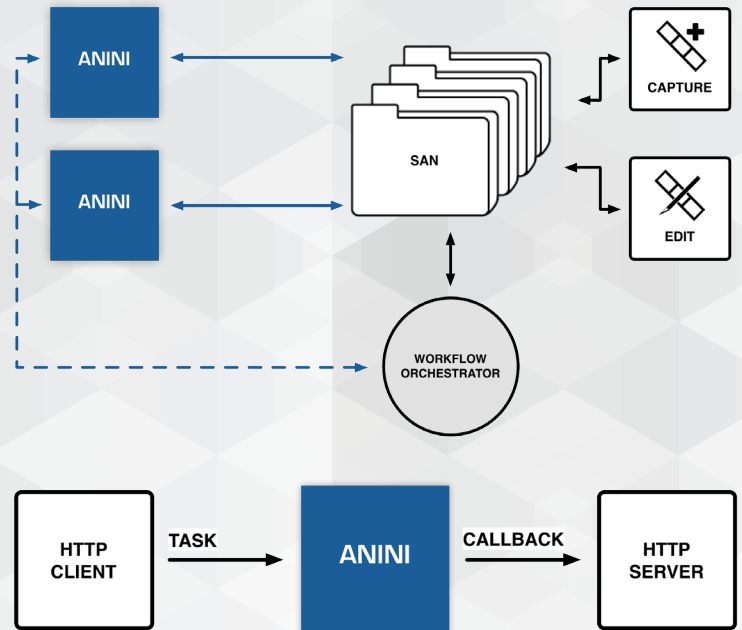 ANINI
CAPTURE
SAN
ANINI
EDIT
WORKFLOW
ORCHESTRATOR
HTTP
CLIENT
TASK
ANINI
CALLBACK
HTTP
SERVER